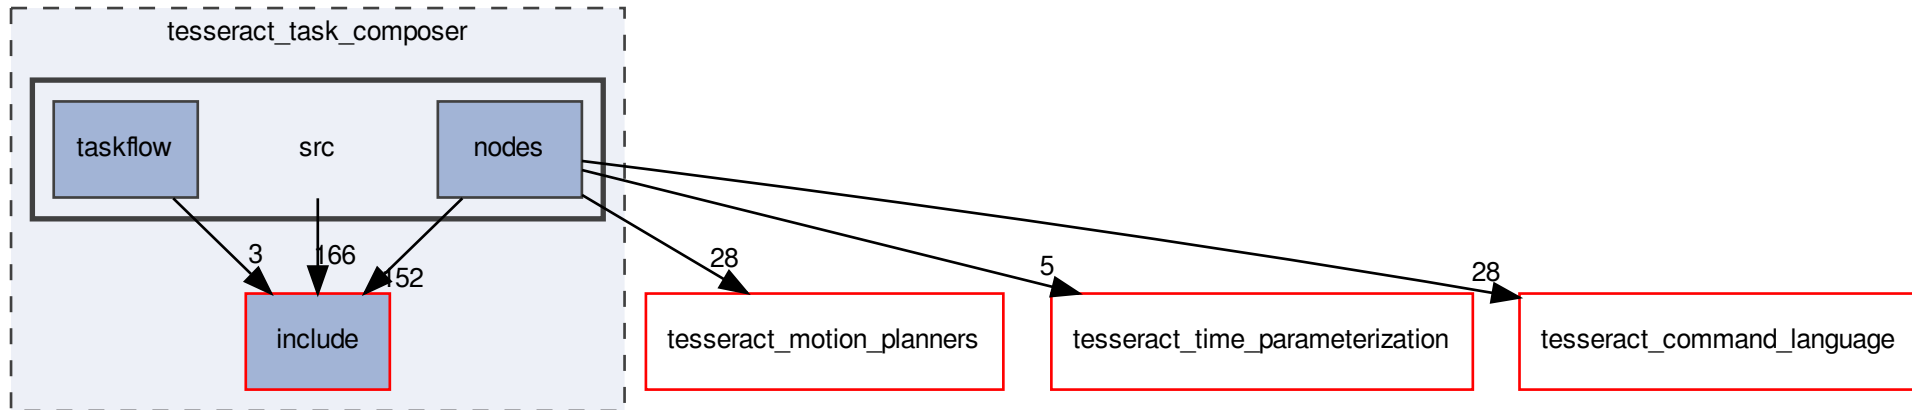 tesseract_task_composer
taskflow
src
nodes
3
166
152
28
5
28
include
tesseract_motion_planners
tesseract_time_parameterization
tesseract_command_language